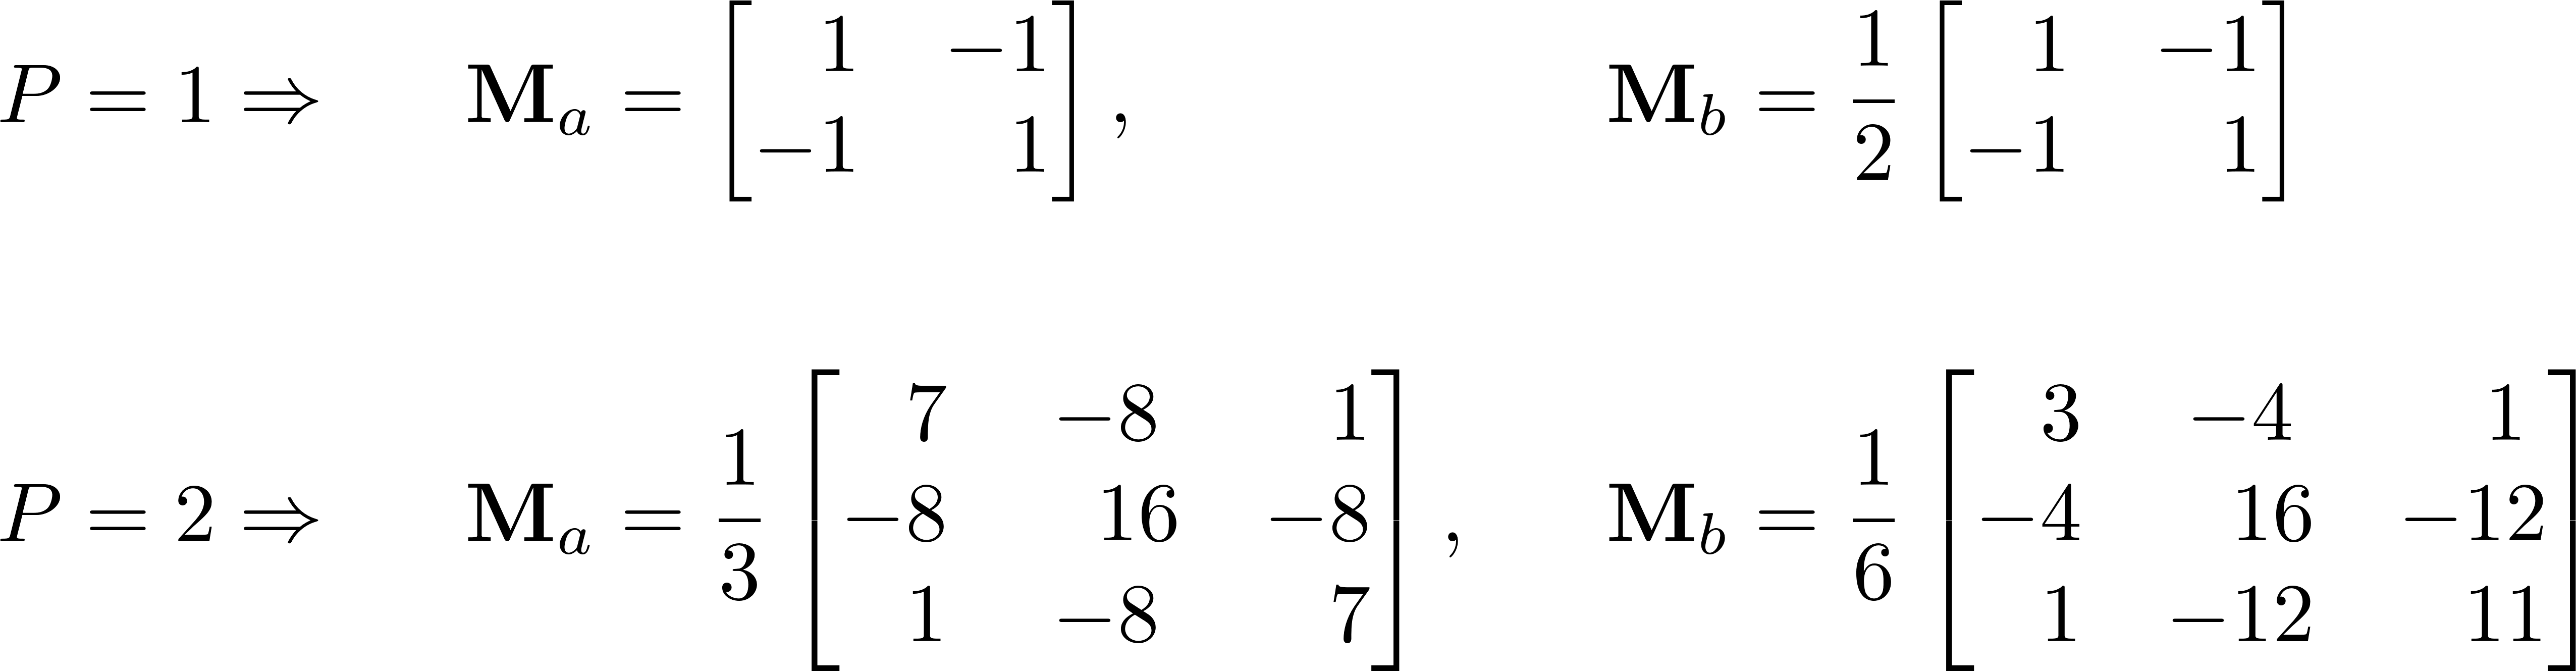 P = 1 ⇒ M_a = [1 −1; −1 1], M_b = 1/2 [1 −1; −1 1]
P = 2 ⇒ M_a = 1/3 [7 −8 1; −8 16 −8; 1 −8 7], M_b = 1/6 [3 −4 1; −4 16 −12; 1 −12 11]